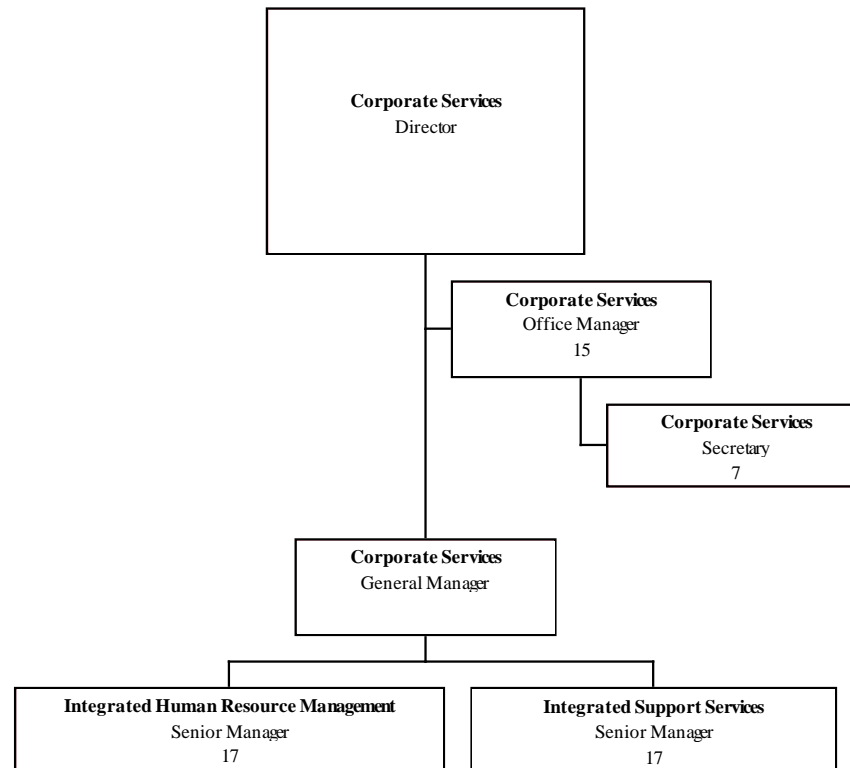 Corporate Services
Director
Corporate Services
Office Manager
15
Corporate Services
Secretary
7
Corporate Services
General Manager
Integrated Human Resource Management
Senior Manager
17
Integrated Support Services
Senior Manager
17